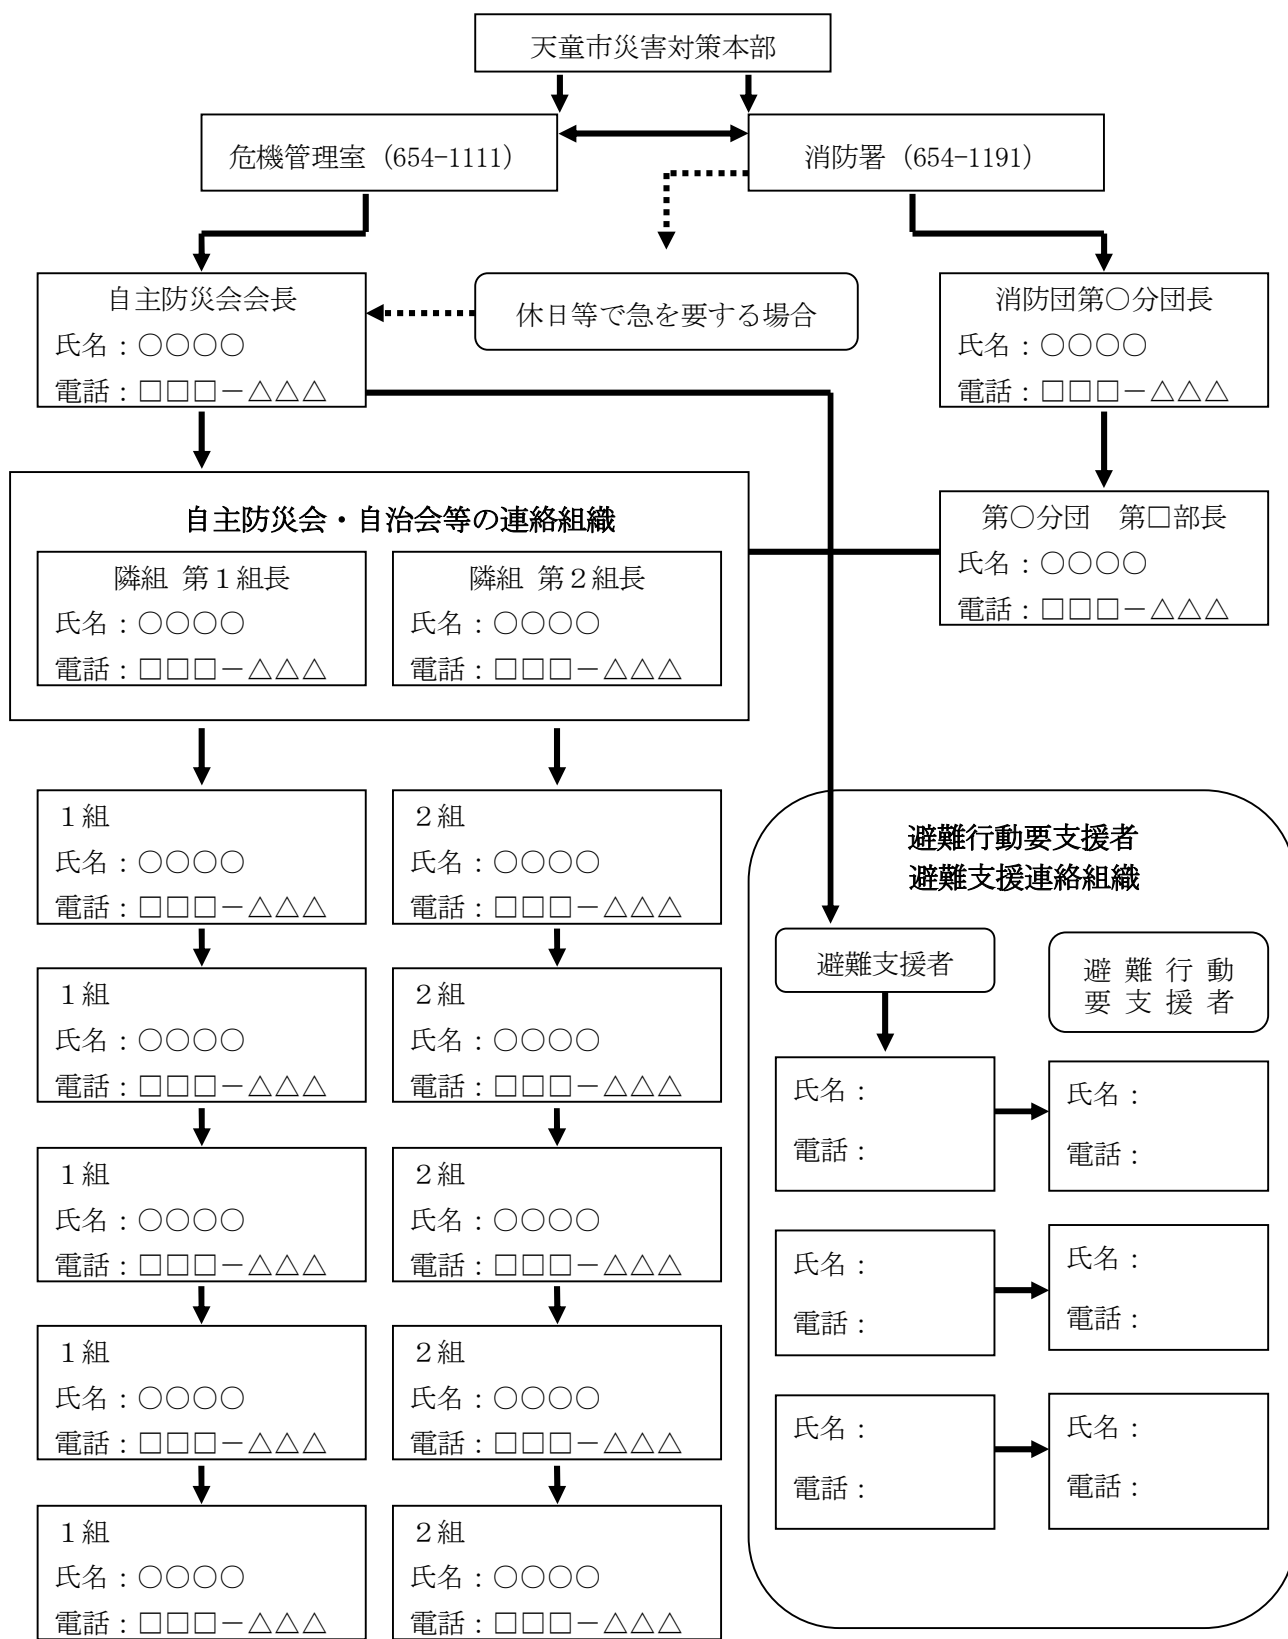 天童市災害対策本部
危機管理室（654-1111）
消防署（654-1191）
自主防災会会長
氏名：○○○○
電話：□□□－△△△
休日等で急を要する場合
消防団第○分団長
氏名：○○○○
電話：□□□－△△△
自主防災会・自治会等の連絡組織
隣組 第１組長
氏名：○○○○
電話：□□□－△△△
隣組 第２組長
氏名：○○○○
電話：□□□－△△△
第○分団　第□部長
氏名：○○○○
電話：□□□－△△△
１組
氏名：○○○○
電話：□□□－△△△
１組
氏名：○○○○
電話：□□□－△△△
１組
氏名：○○○○
電話：□□□－△△△
１組
氏名：○○○○
電話：□□□－△△△
１組
氏名：○○○○
電話：□□□－△△△
２組
氏名：○○○○
電話：□□□－△△△
２組
氏名：○○○○
電話：□□□－△△△
２組
氏名：○○○○
電話：□□□－△△△
２組
氏名：○○○○
電話：□□□－△△△
２組
氏名：○○○○
電話：□□□－△△△
避難行動要支援者
避難支援連絡組織
避難支援者
避難行動
要支援者
氏名：
電話：
氏名：
電話：
氏名：
電話：
氏名：
電話：
氏名：
電話：
氏名：
電話：